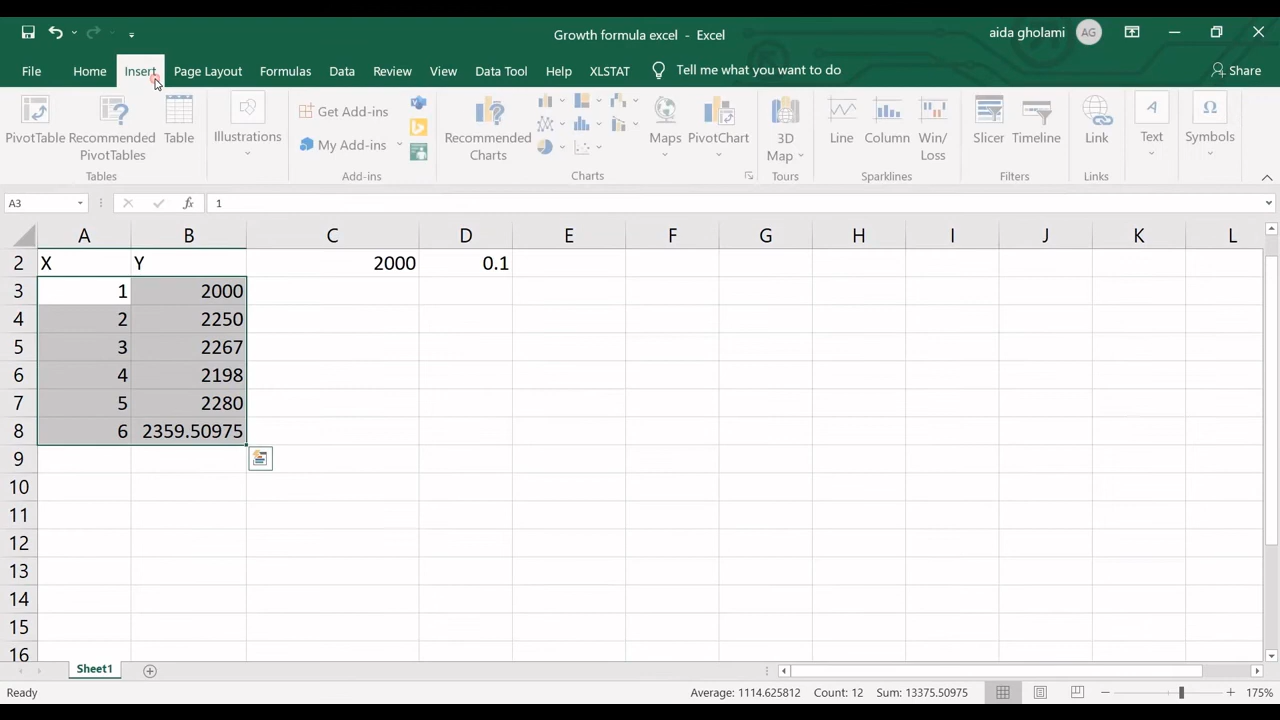 Growth formula excel - Excel
aida gholami AG
File Home Insert Page Layout Formulas Data Review View Data Tool Help XLSTAT Tell me what you want to do Share
PivotTable Recommended PivotTables Table Illustrations Get Add-ins My Add-ins Recommended Charts Maps PivotChart 3D Map Line Column Win/Loss Slicer Timeline Link Text Symbols
Tables Add-ins Charts Tours Sparklines Filters Links
A3 fx 1
A B C D E F G H I J K L
2 X Y 2000 0.1
3 1 2000
4 2 2250
5 3 2267
6 4 2198
7 5 2280
8 6 2359.50975
9
10
11
12
13
14
15
16
Sheet1
Ready Average: 1114.625812 Count: 12 Sum: 13375.50975 175%